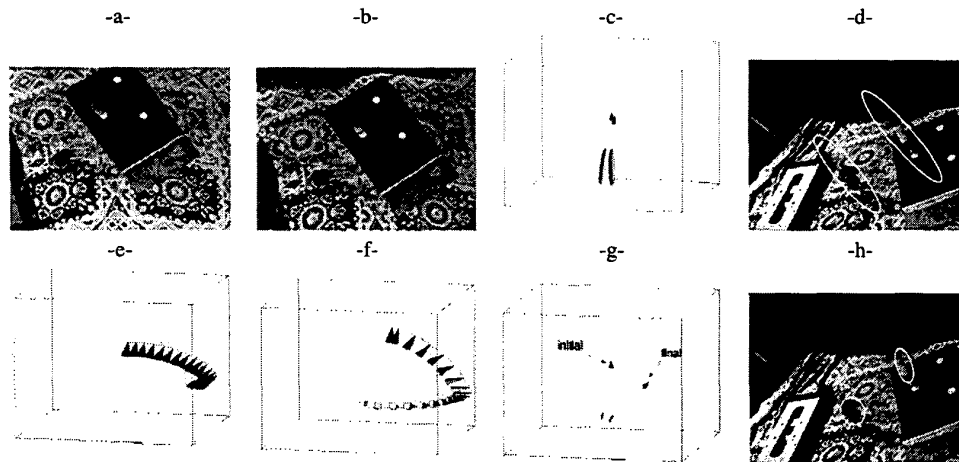 -a- -b- -c- -d-
-e- -f- -g- -h-
initial final